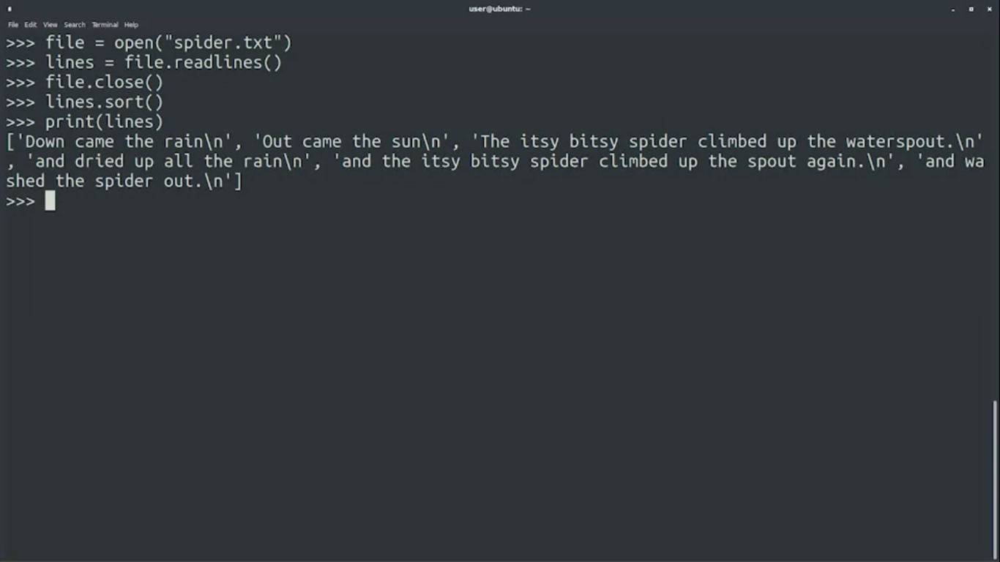 user@ubuntu: ~
File Edit View Search Terminal Help
>>> file = open("spider.txt")
>>> lines = file.readlines()
>>> file.close()
>>> lines.sort()
>>> print(lines)
['Down came the rain\n', 'Out came the sun\n', 'The itsy bitsy spider climbed up the waterspout.\n'
, 'and dried up all the rain\n', 'and the itsy bitsy spider climbed up the spout again.\n', 'and wa
shed the spider out.\n']
>>>